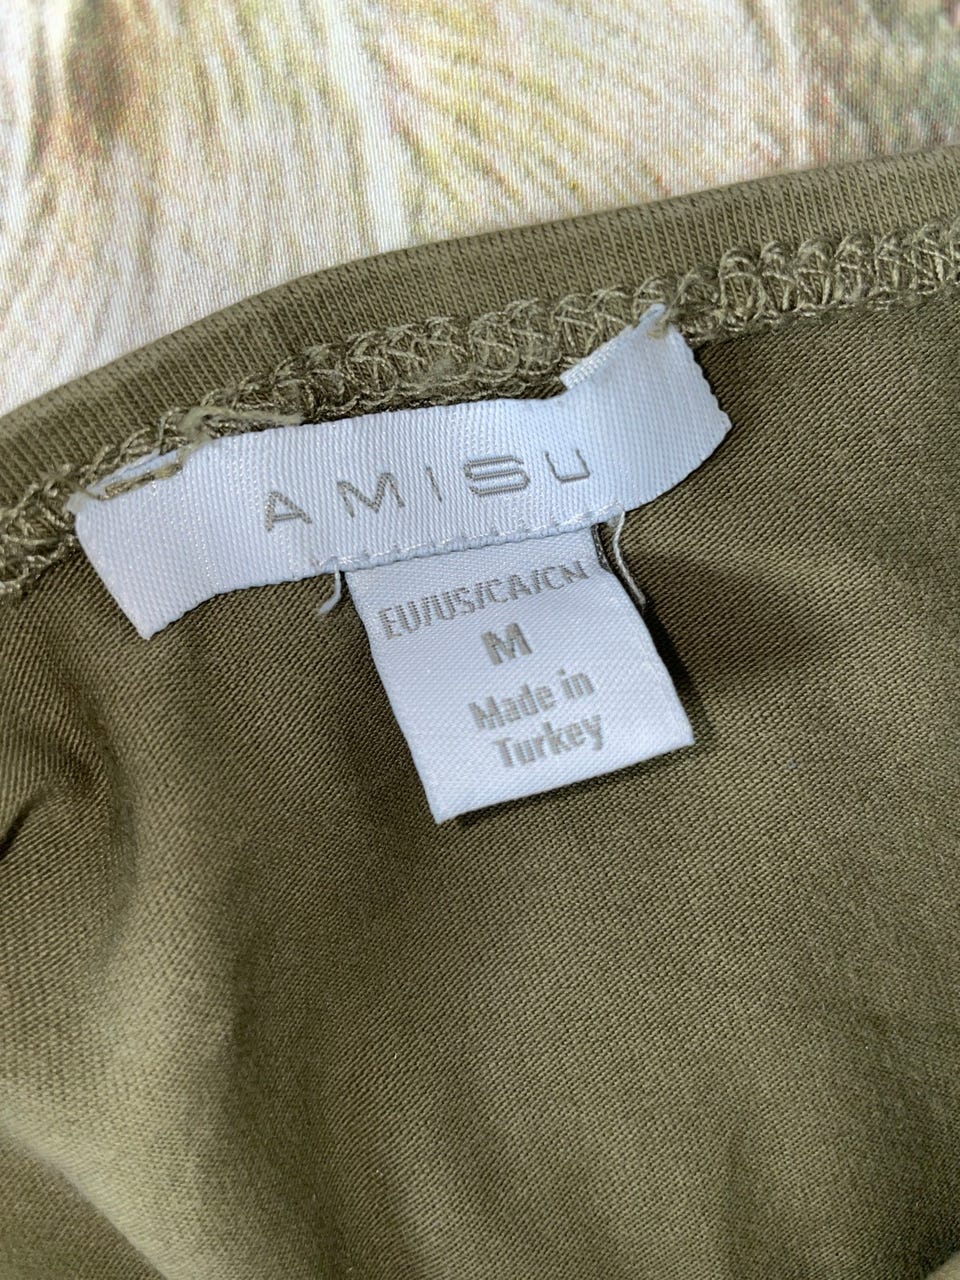 AMISU
EU/US/CA/CN
M
Made in
Turkey